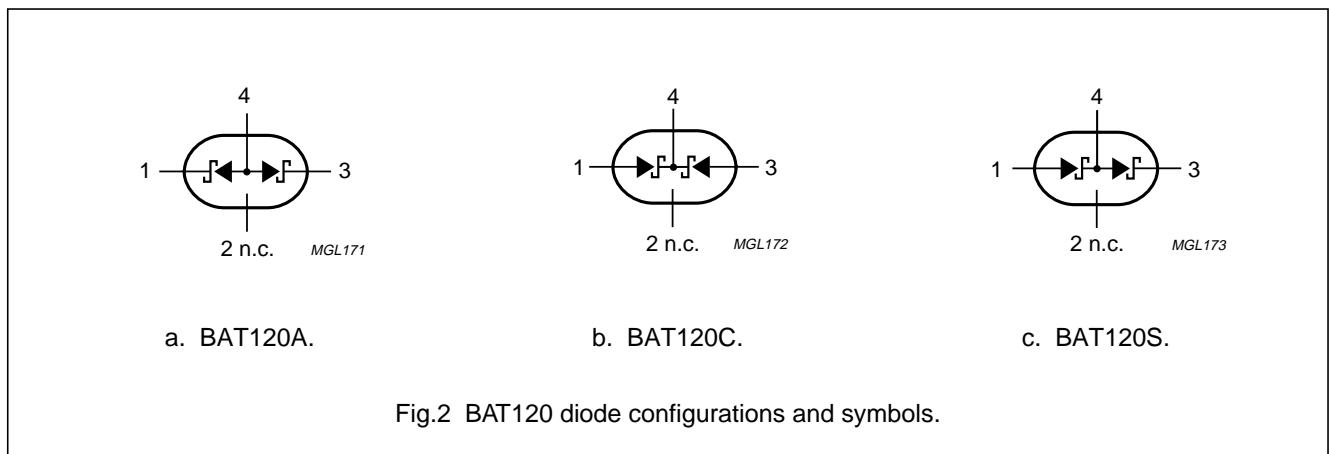 4
4
4
1
3
1
3
1
3
2 n.c.
MGL171
2 n.c.
MGL172
2 n.c.
MGL173
a. BAT120A.
b. BAT120C.
c. BAT120S.
Fig.2 BAT120 diode configurations and symbols.